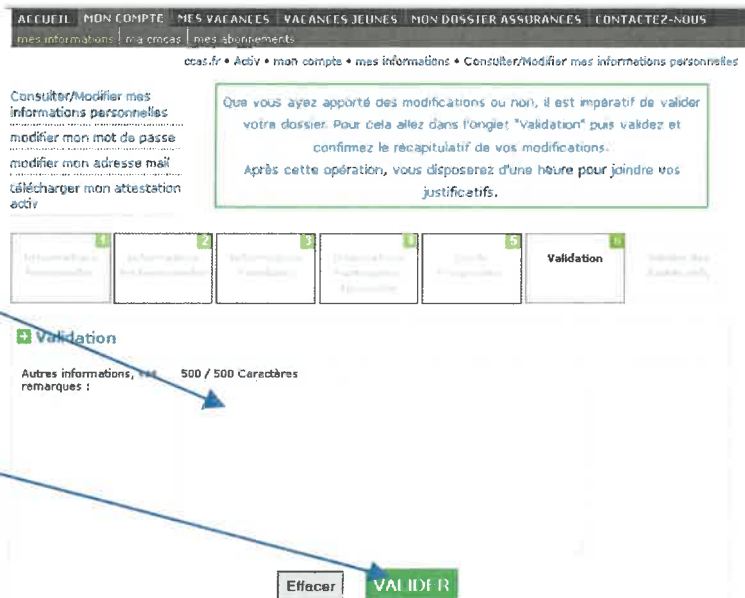 ACCUEIL MON COMPTE MES VACANCES VACANCES JEUNES MON DOSSIER ASSURANCES CONTACTEZ-NOUS
mes informations ma cmcas mes abonnements
ccas.fr • Activ • mon compte • mes informations • Consulter/Modifier mes informations personnelles
Consulter/Modifier mes
informations personnelles
modifier mon mot de passe
modifier mon adresse mail
télécharger mon attestation
activ
Que vous ayez apporté des modifications ou non, il est impératif de valider
votre dossier. Pour cela allez dans l'onglet "Validation" puis validez et
confirmez le récapitulatif de vos modifications.
Après cette opération, vous disposerez d'une heure pour joindre vos
justificatifs.
1 2 3 4 5 6
Validation
Validation
Autres informations, vos 500 / 500 Caractères
remarques :
Effacer VALIDER